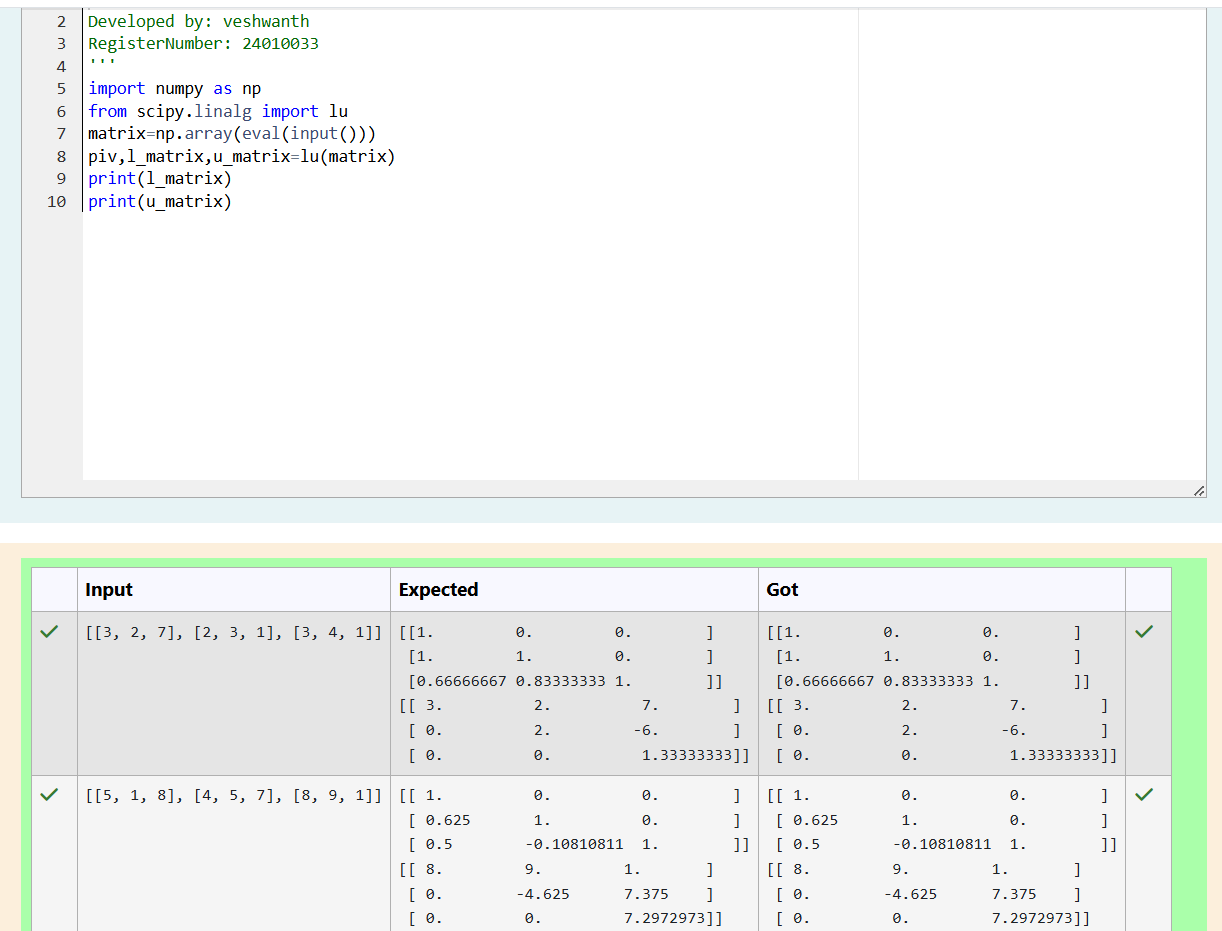 2 Developed by: veshwanth
3 RegisterNumber: 24010033
4 '''
5 import numpy as np
6 from scipy.linalg import lu
7 matrix=np.array(eval(input()))
8 piv,l_matrix,u_matrix=lu(matrix)
9 print(l_matrix)
10 print(u_matrix)
Input Expected Got
[[3, 2, 7], [2, 3, 1], [3, 4, 1]] [[1. 0. 0. ] [[1. 0. 0. ]
[1. 1. 0. ] [1. 1. 0. ]
[0.66666667 0.83333333 1. ]] [0.66666667 0.83333333 1. ]]
[[ 3. 2. 7. ] [[ 3. 2. 7. ]
[ 0. 2. -6. ] [ 0. 2. -6. ]
[ 0. 0. 1.33333333]] [ 0. 0. 1.33333333]]
[[5, 1, 8], [4, 5, 7], [8, 9, 1]] [[ 1. 0. 0. ] [[ 1. 0. 0. ]
[ 0.625 1. 0. ] [ 0.625 1. 0. ]
[ 0.5 -0.10810811 1. ]] [ 0.5 -0.10810811 1. ]]
[[ 8. 9. 1. ] [[ 8. 9. 1. ]
[ 0. -4.625 7.375 ] [ 0. -4.625 7.375 ]
[ 0. 0. 7.2972973]] [ 0. 0. 7.2972973]]